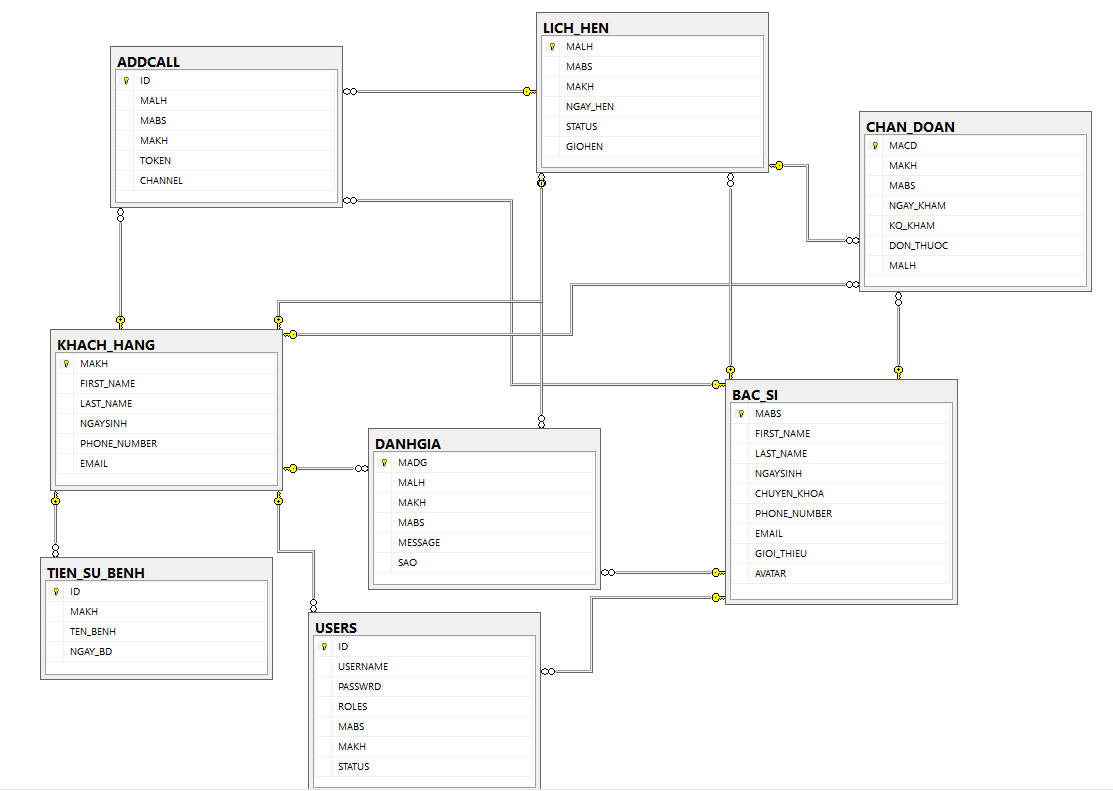 ADDCALL
ID
MALH
MABS
MAKH
TOKEN
CHANNEL
LICH_HEN
MALH
MABS
MAKH
NGAY_HEN
STATUS
GIOHEN
CHAN_DOAN
MACD
MAKH
MABS
NGAY_KHAM
KQ_KHAM
DON_THUOC
MALH
KHACH_HANG
MAKH
FIRST_NAME
LAST_NAME
NGAYSINH
PHONE_NUMBER
EMAIL
DANHGIA
MADG
MALH
MAKH
MABS
MESSAGE
SAO
BAC_SI
MABS
FIRST_NAME
LAST_NAME
NGAYSINH
CHUYEN_KHOA
PHONE_NUMBER
EMAIL
GIOI_THIEU
AVATAR
TIEN_SU_BENH
ID
MAKH
TEN_BENH
NGAY_BD
USERS
ID
USERNAME
PASSWRD
ROLES
MABS
MAKH
STATUS